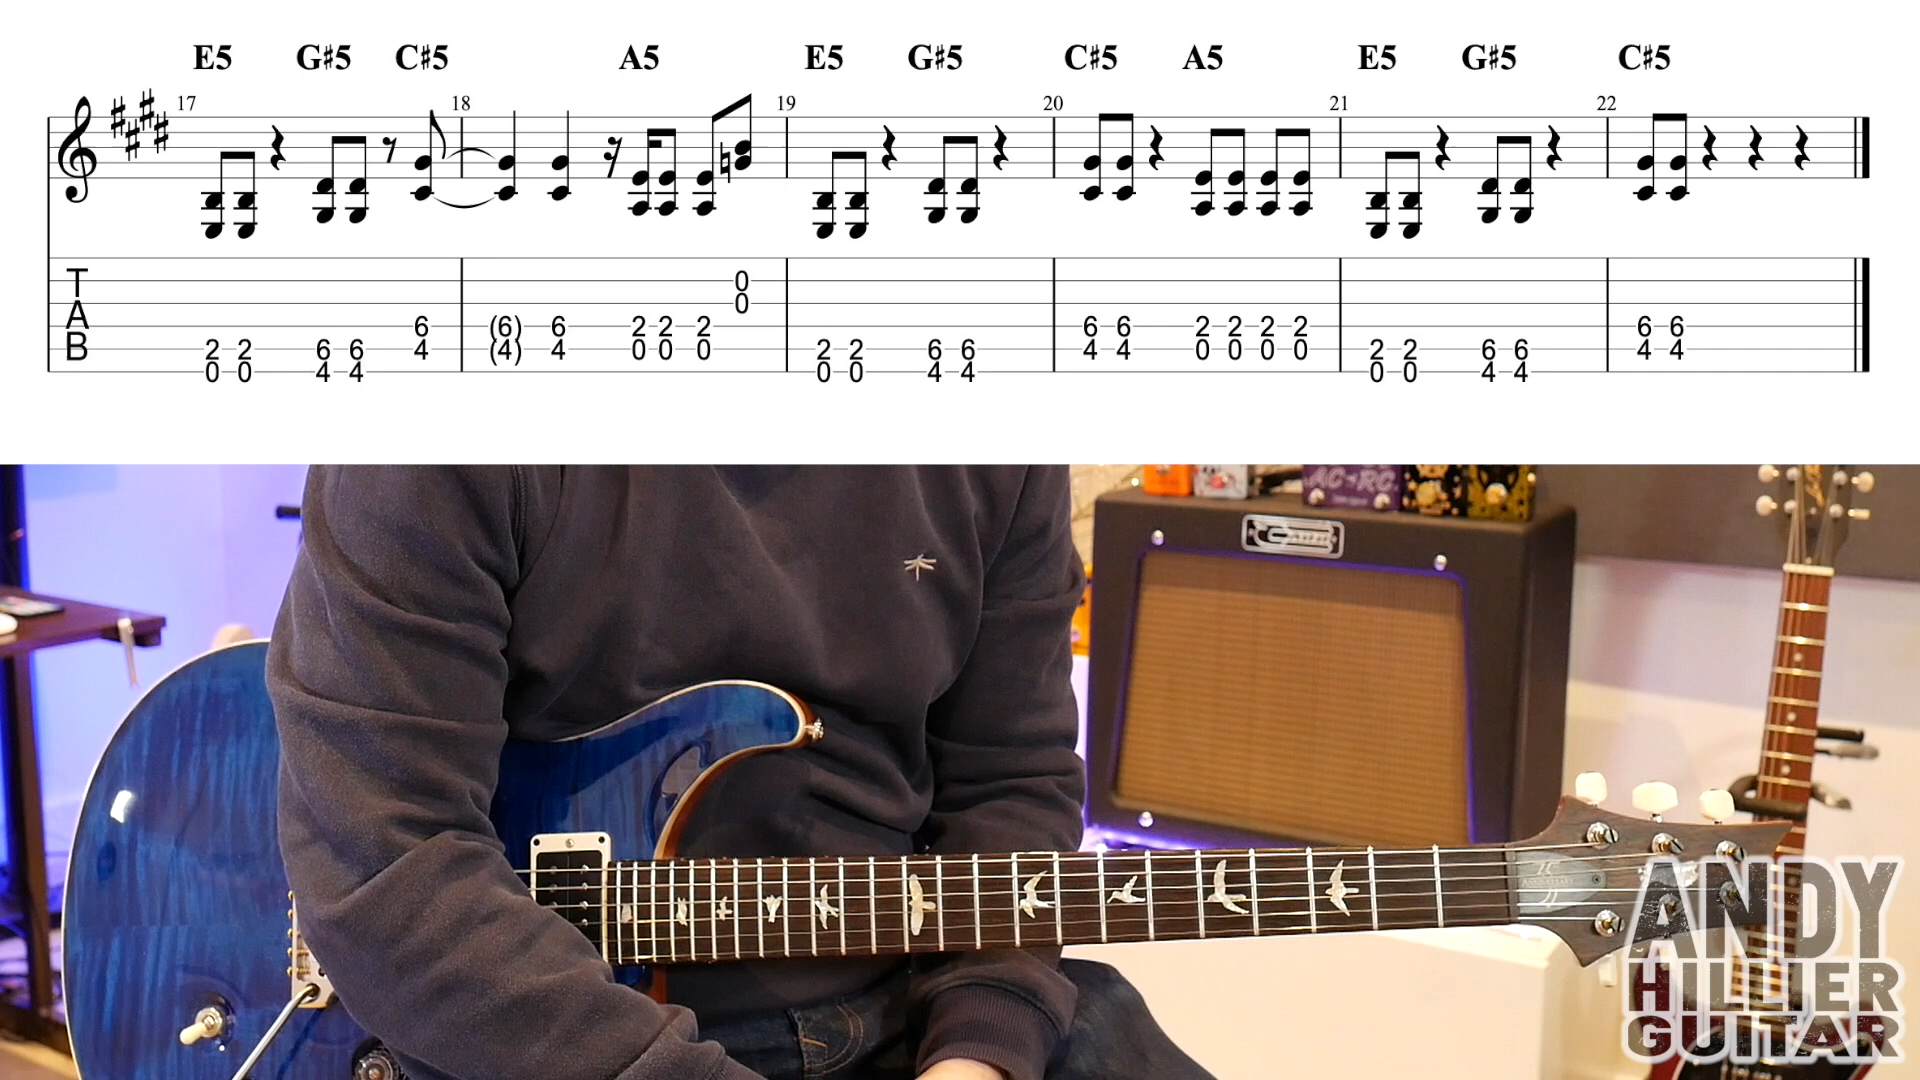 E5 G♯5 C♯5 A5 E5 G♯5 C♯5 A5 E5 G♯5 C♯5
17 18 19 20 21 22
T 0
A 0
6 (6) 6 2 2 2 6 6 2 2 2 2 6 6
B 2 2 6 6 4 (4) 4 0 0 0 2 2 6 6 4 4 0 0 0 0 2 2 6 6 4 4
0 0 4 4 0 0 4 4 0 0 4 4
AC RC
ANDY
HILLIER
GUITAR